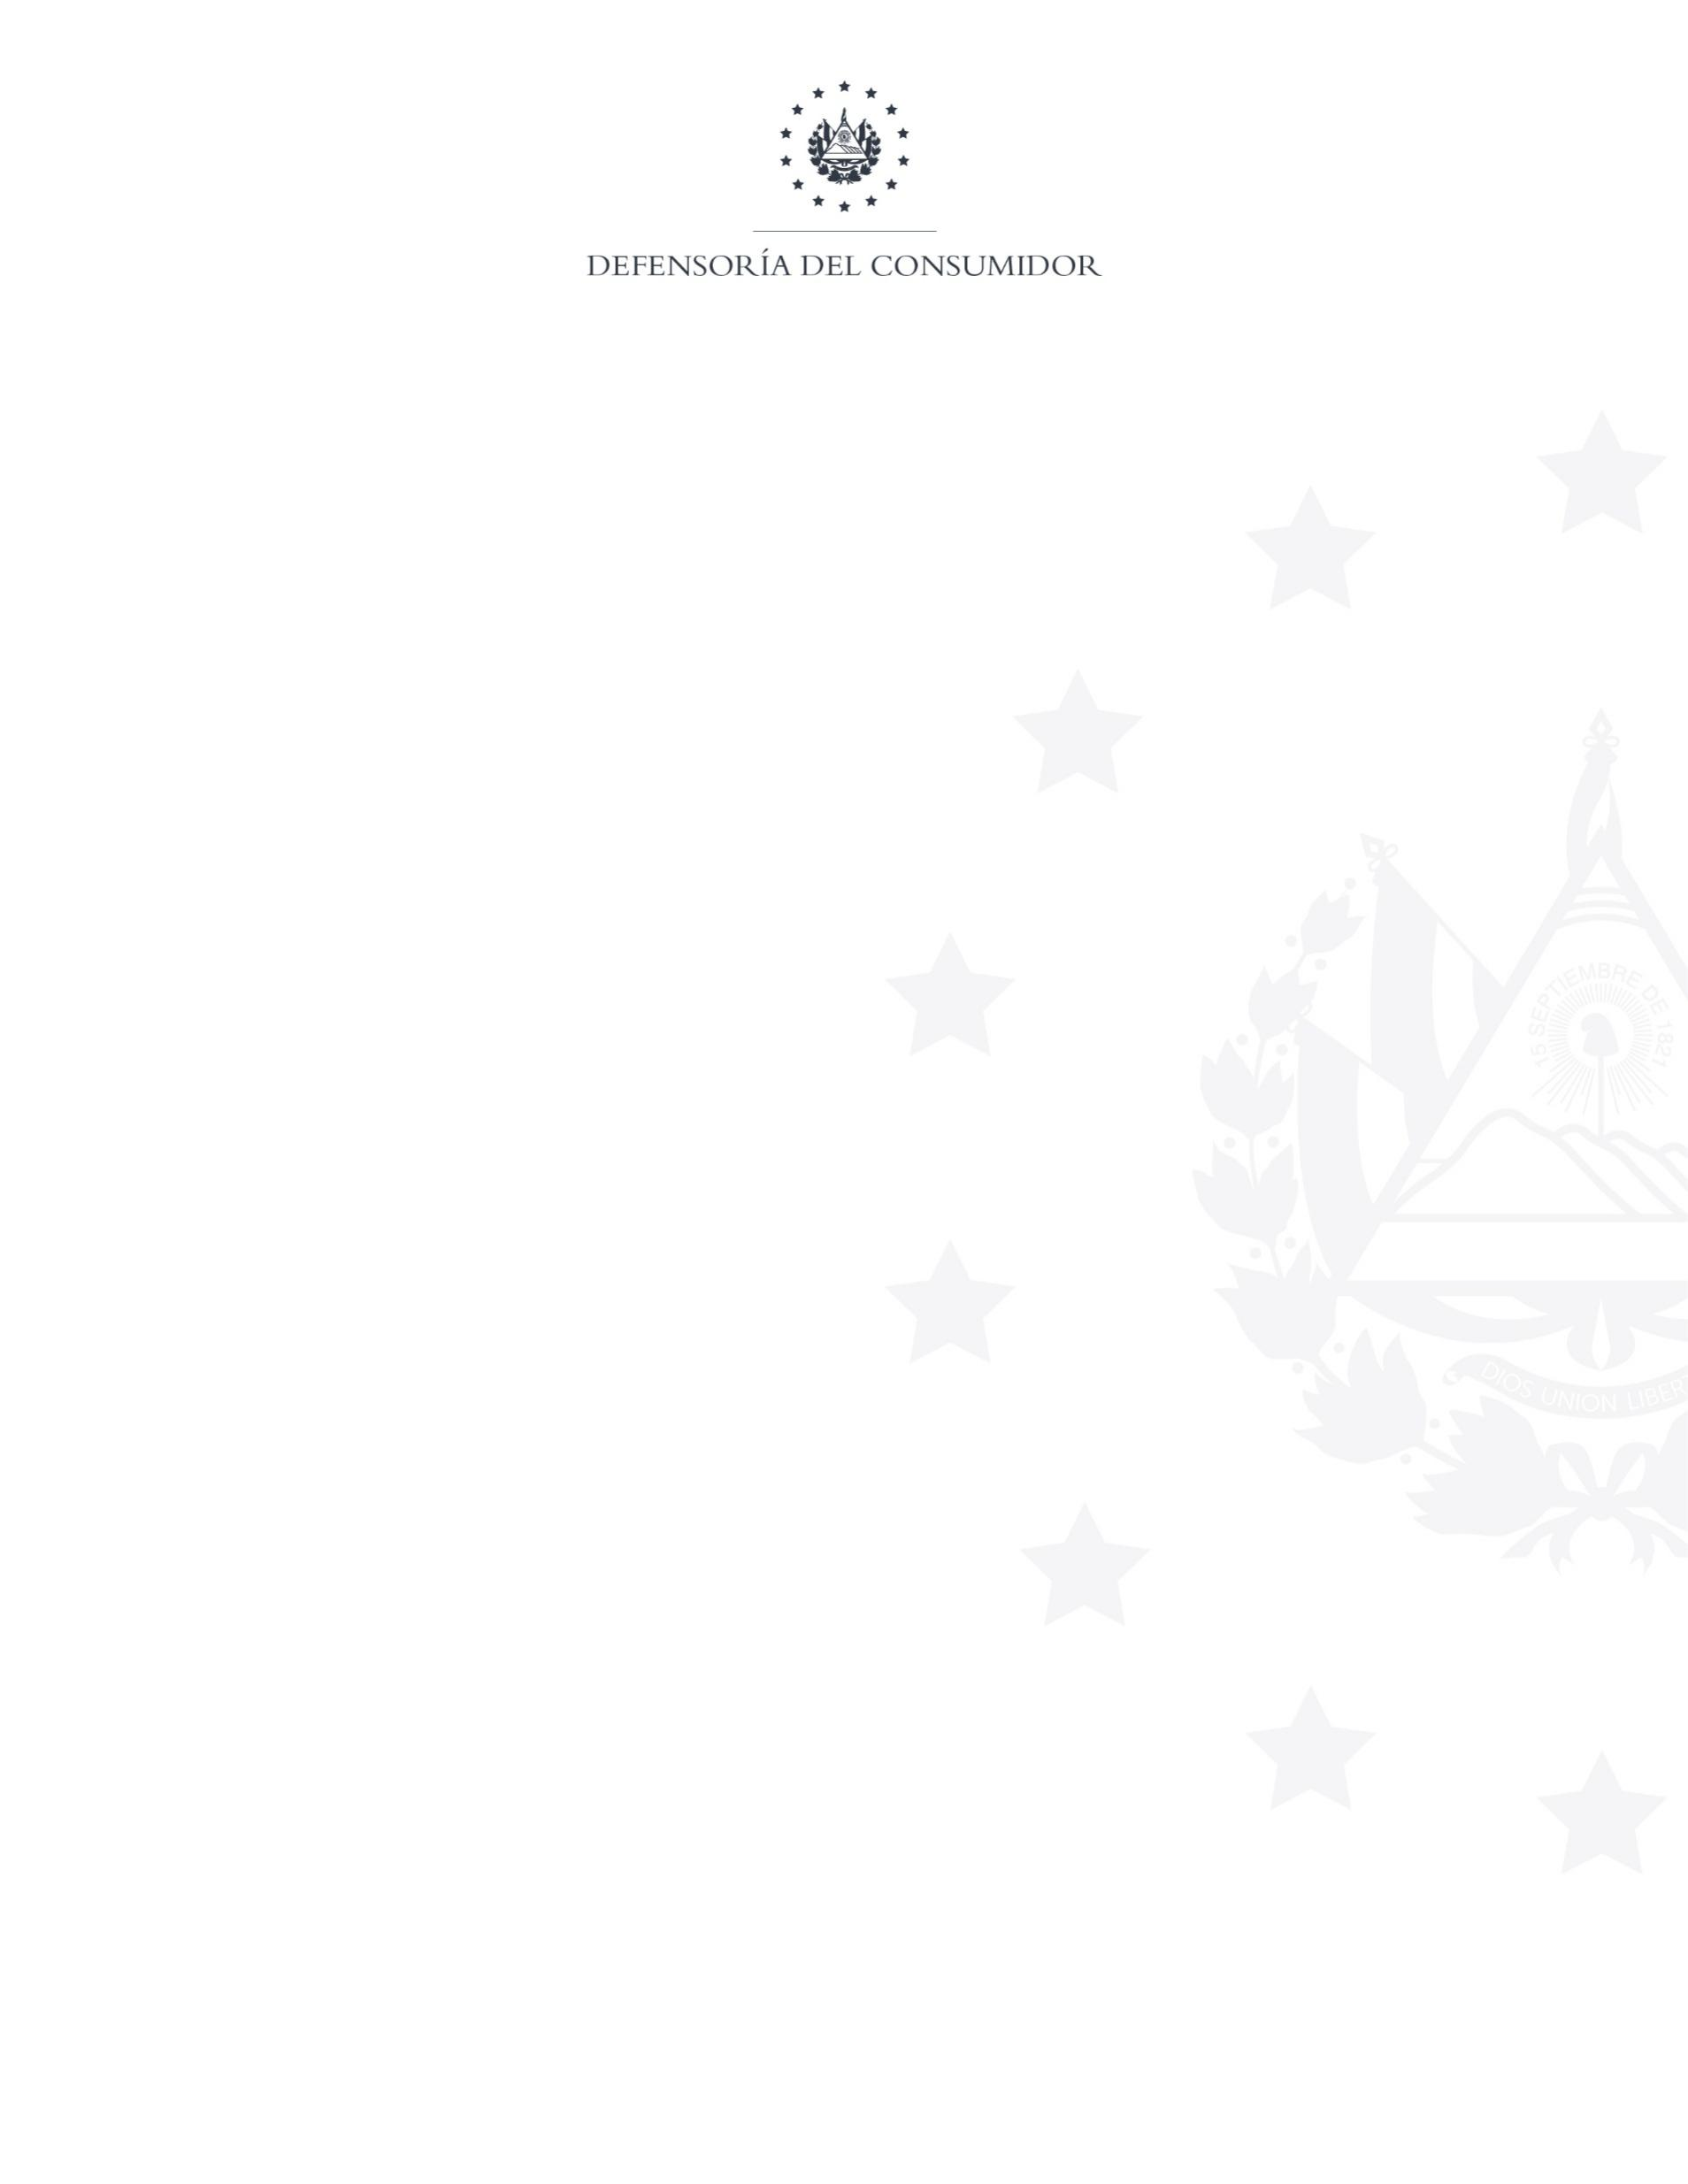 DEFENSORÍA DEL CONSUMIDOR
15 SEPTIEMBRE DE 1821
DIOS UNION LIBERT